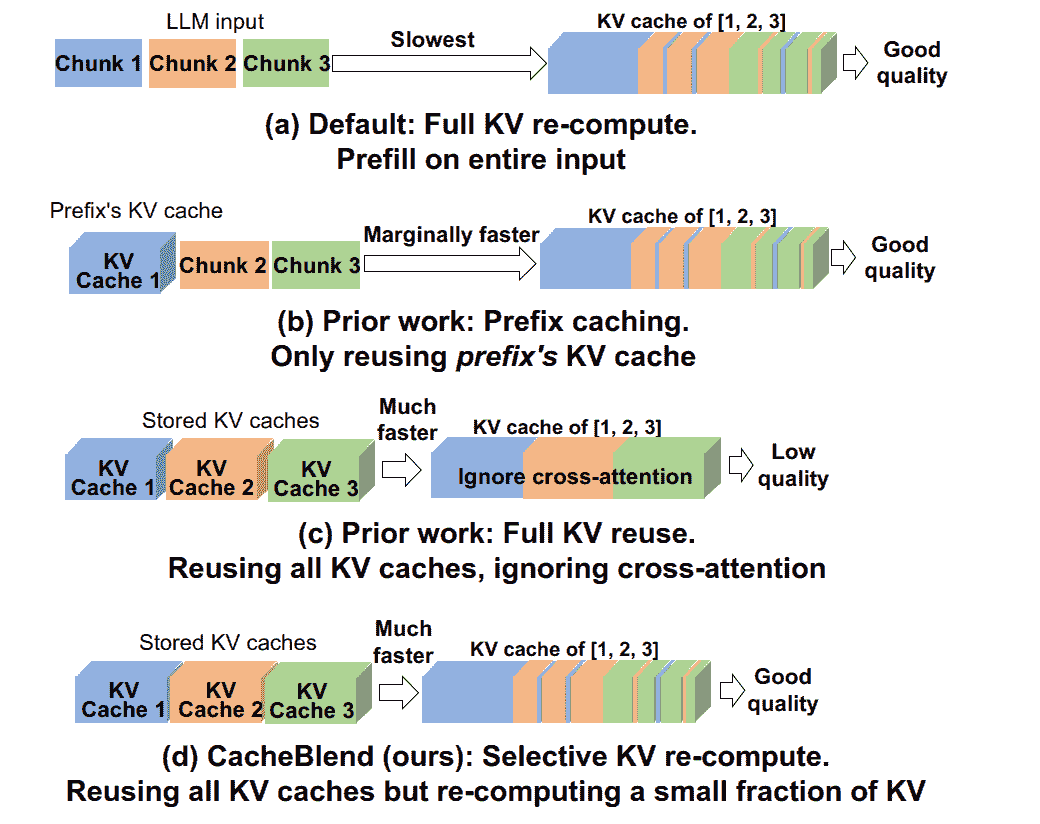 LLM input
KV cache of [1, 2, 3]
Chunk 1 Chunk 2 Chunk 3
Slowest
Good
quality
(a) Default: Full KV re-compute.
Prefill on entire input
Prefix's KV cache
KV cache of [1, 2, 3]
KV
Cache 1
Chunk 2 Chunk 3
Marginally faster
Good
quality
(b) Prior work: Prefix caching.
Only reusing prefix's KV cache
Stored KV caches
Much
faster
KV cache of [1, 2, 3]
KV
Cache 1
KV
Cache 2
KV
Cache 3
Ignore cross-attention
Low
quality
(c) Prior work: Full KV reuse.
Reusing all KV caches, ignoring cross-attention
Stored KV caches
Much
faster
KV cache of [1, 2, 3]
KV
Cache 1
KV
Cache 2
KV
Cache 3
Good
quality
(d) CacheBlend (ours): Selective KV re-compute.
Reusing all KV caches but re-computing a small fraction of KV